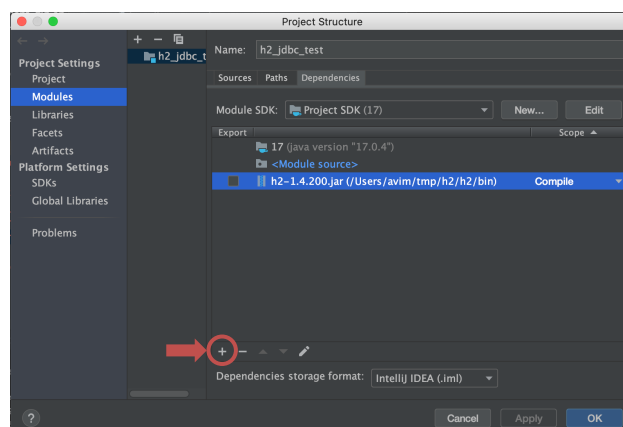 Project Structure
Project Settings
Project
Modules
Libraries
Facets
Artifacts
Platform Settings
SDKs
Global Libraries
Problems
h2_jdbc_t
Name: h2_jdbc_test
Sources Paths Dependencies
Module SDK: Project SDK (17) New... Edit
Export Scope
17 (java version "17.0.4")
<Module source>
h2-1.4.200.jar (/Users/avim/tmp/h2/h2/bin) Compile
Dependencies storage format: IntelliJ IDEA (.iml)
? Cancel Apply OK